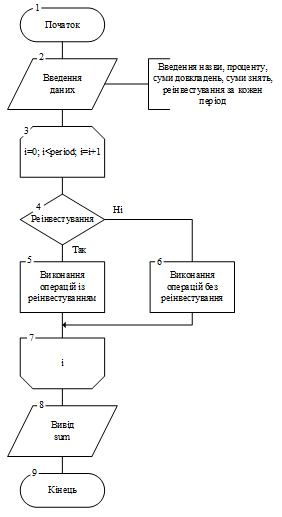 1
Початок
2
Введення
даних
Введення назви, проценту,
суми довкладень, суми знять,
реінвестування за кожен
період
3
i=0; i<period; i=i+1
4
Реінвестування
Ні
Так
5
Виконання
операцій із
реінвестуванням
6
Виконання
операцій без
реінвестування
7
i
8
Вивід
sum
9
Кінець